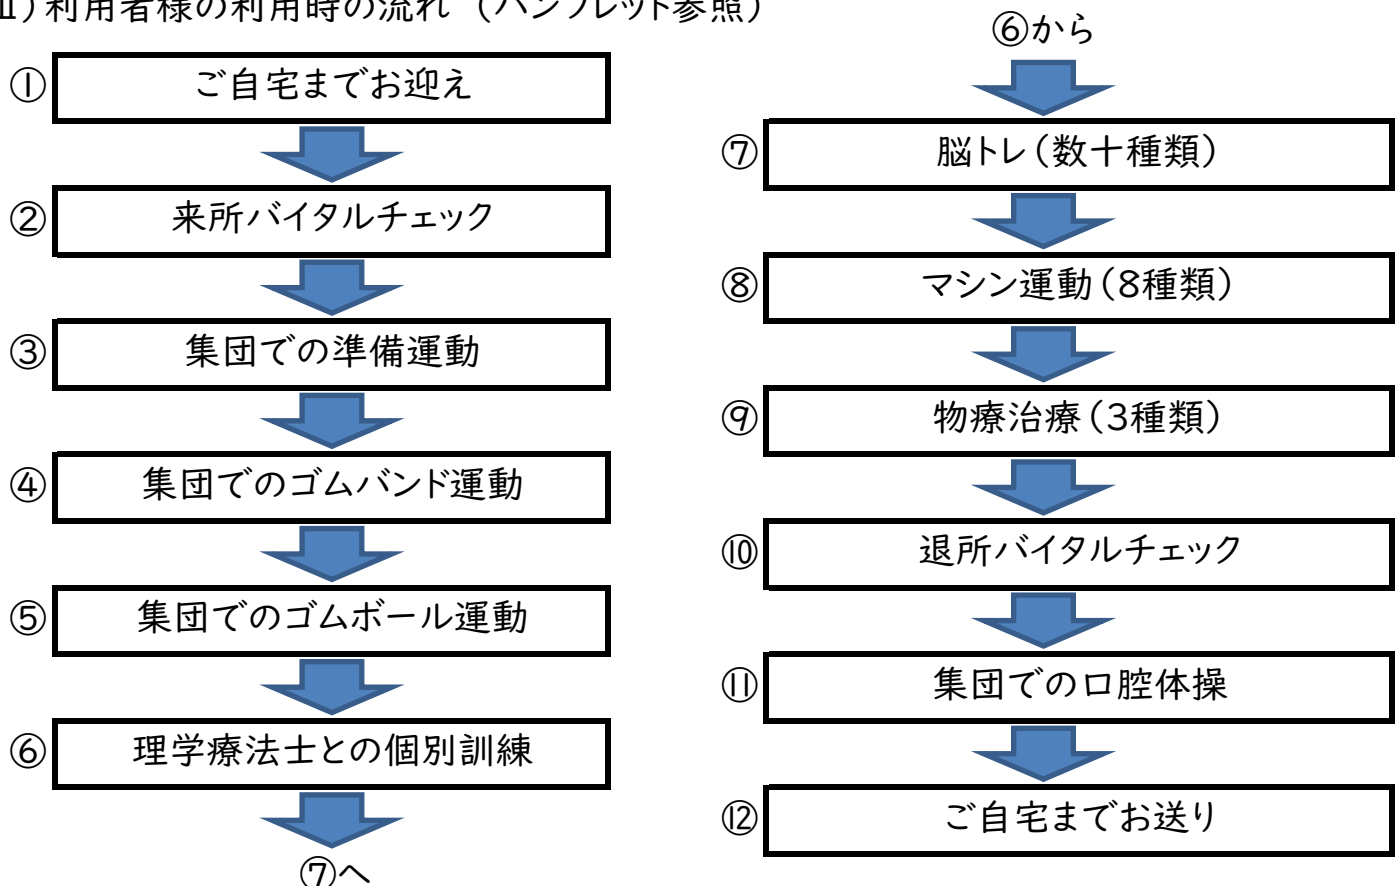 Ⅱ)利用者様の利用時の流れ (パンフレット参照)
① ご自宅までお迎え
② 来所バイタルチェック
③ 集団での準備運動
④ 集団でのゴムバンド運動
⑤ 集団でのゴムボール運動
⑥ 理学療法士との個別訓練
⑦へ
⑥から
⑦ 脳トレ(数十種類)
⑧ マシン運動(8種類)
⑨ 物療治療(3種類)
⑩ 退所バイタルチェック
⑪ 集団での口腔体操
⑫ ご自宅までお送り